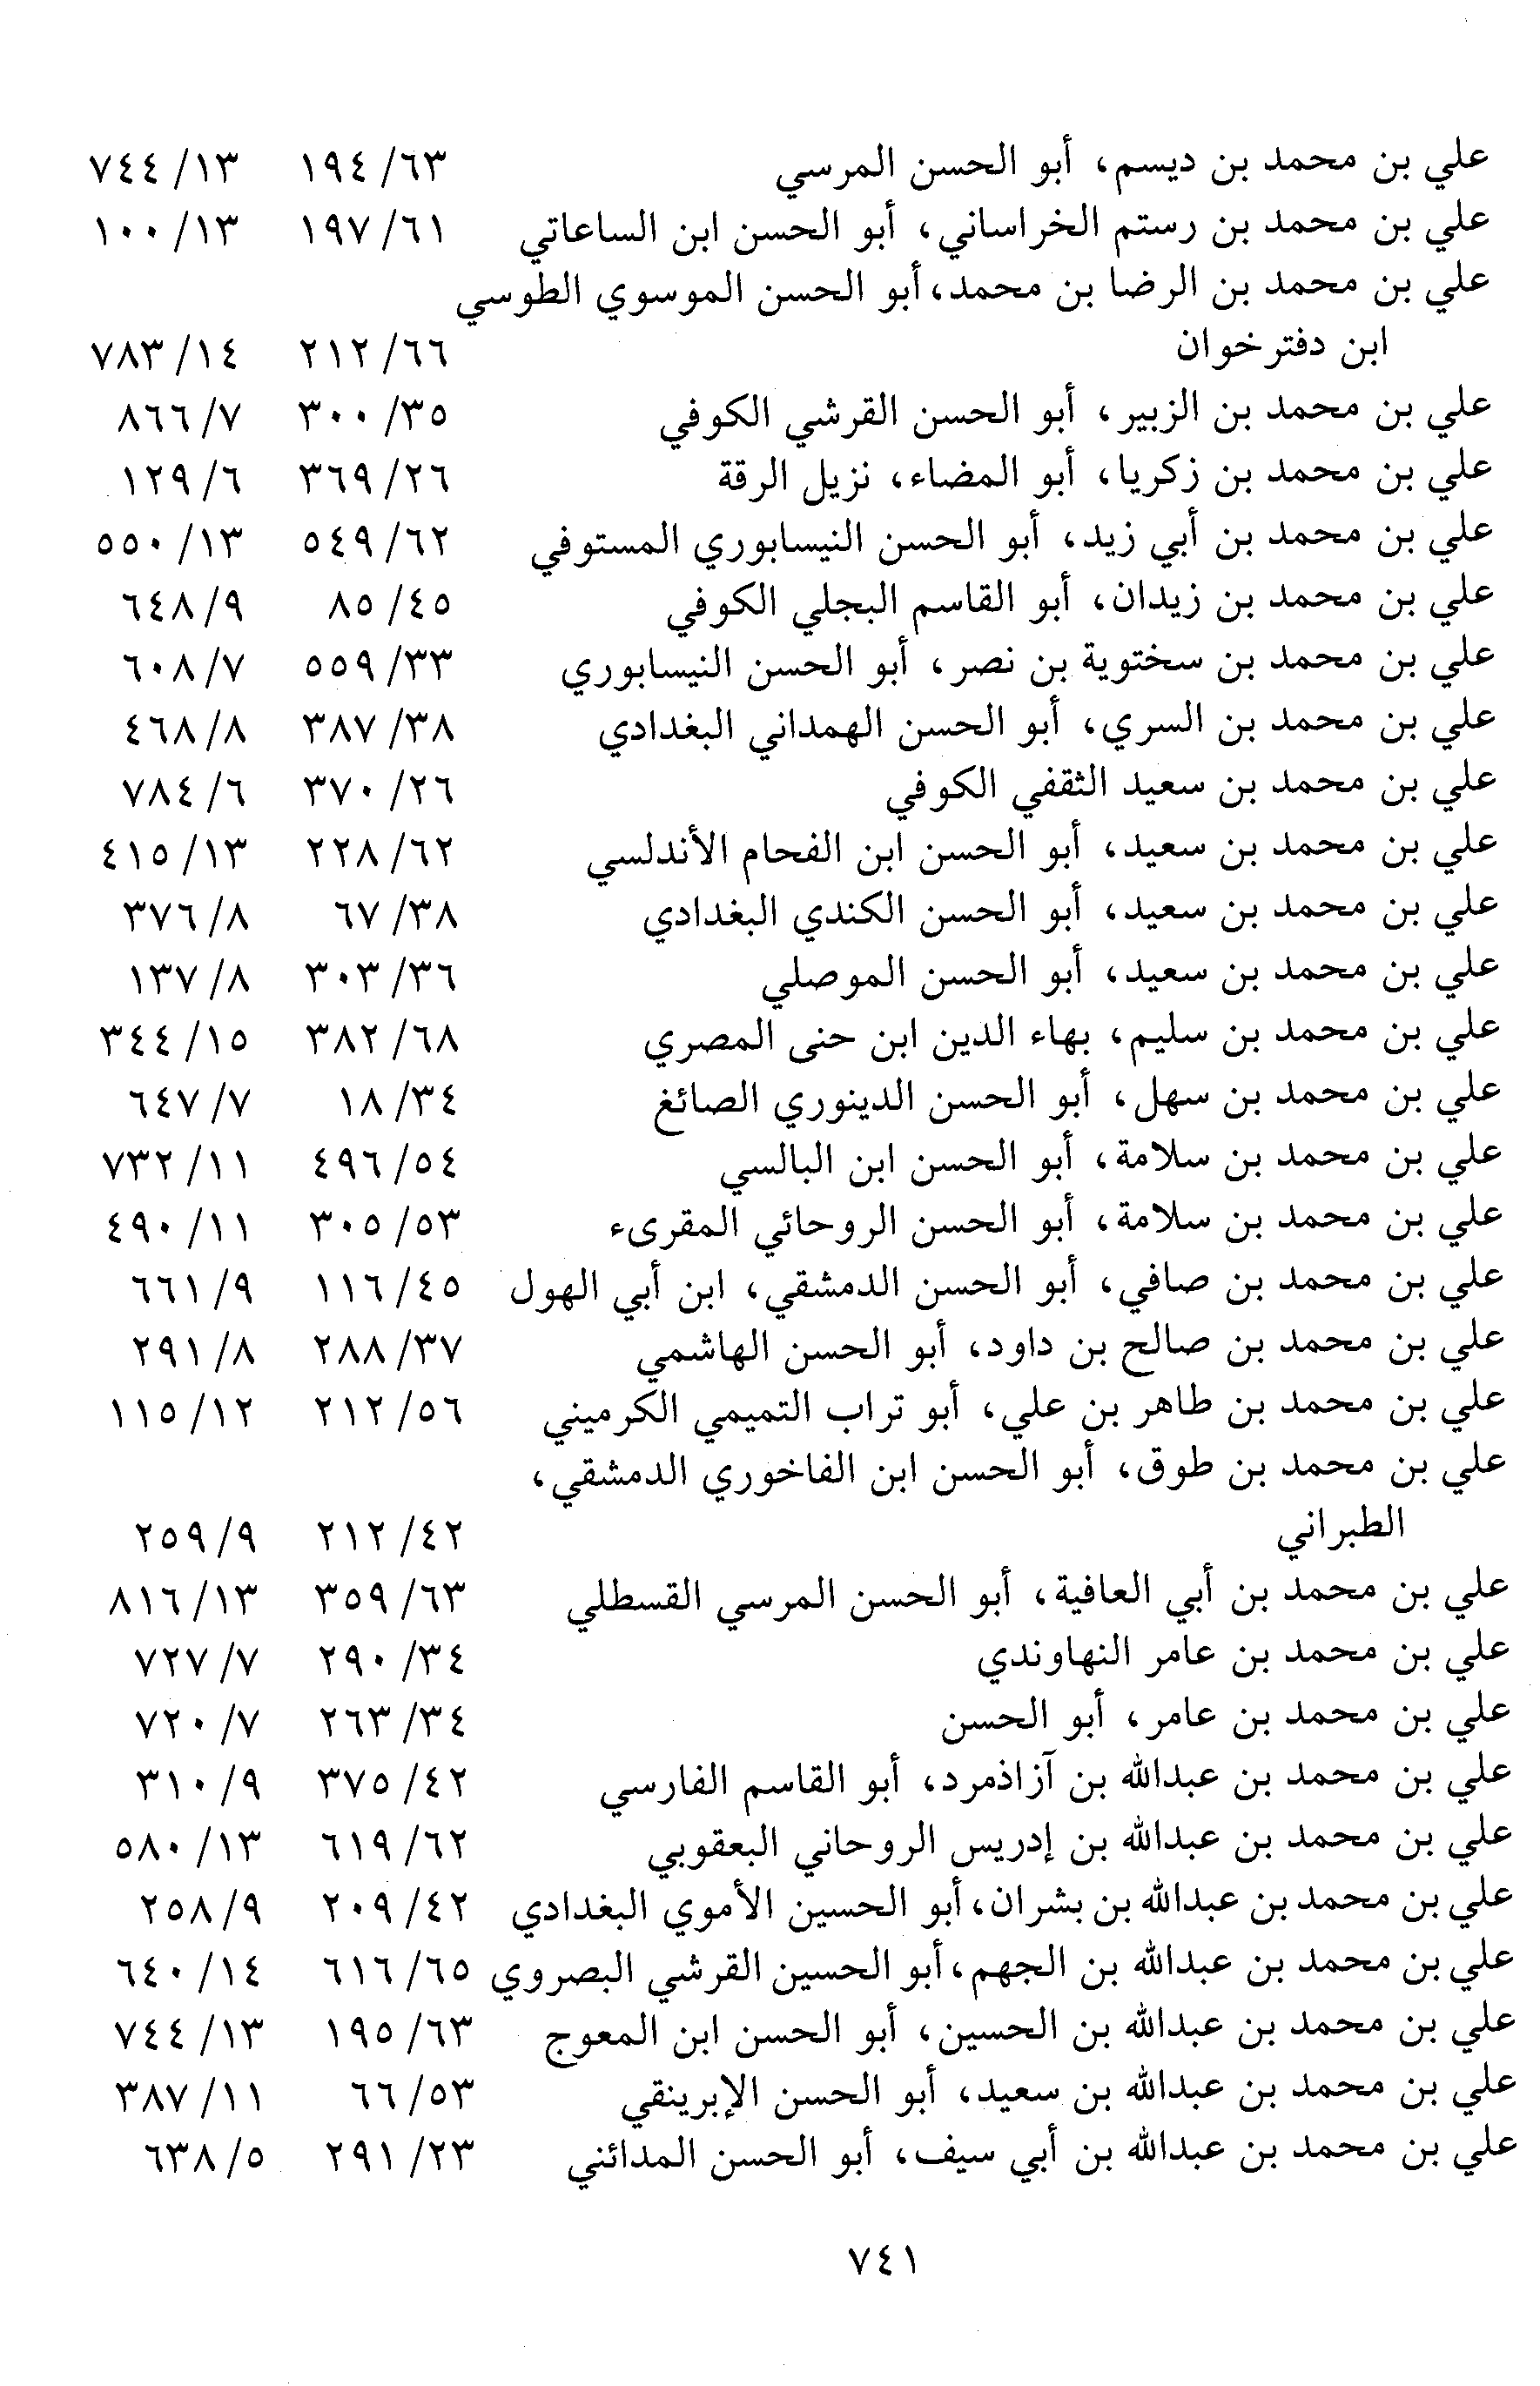 علي بن محمد بن ديسم، أبو الحسن المرسي ٦٣/ ١٩٤ ١٣/ ٧٤٤
علي بن محمد بن رستم الخراساني، أبو الحسن ابن الساعاتي ٦١/ ١٩٧ ١٣/ ١٠٠
علي بن محمد بن الرضا بن محمد، أبو الحسن الموسوي الطوسي
ابن دفترخوان ٦٦/ ٢١٢ ١٤/ ٧٨٣
علي بن محمد بن الزبير، أبو الحسن القرشي الكوفي ٣٥/ ٣٠٠ ٧/ ٨٦٦
علي بن محمد بن زكريا، أبو المضاء، نزيل الرقة ٢٦/ ٣٦٩ ٦/ ١٢٩
علي بن محمد بن أبي زيد، أبو الحسن النيسابوري المستوفي ٦٢/ ٥٤٩ ١٣/ ٥٥٠
علي بن محمد بن زيدان، أبو القاسم البجلي الكوفي ٤٥/ ٨٥ ٩/ ٦٤٨
علي بن محمد بن سختوية بن نصر، أبو الحسن النيسابوري ٣٣/ ٥٥٩ ٧/ ٦٠٨
علي بن محمد بن السري، أبو الحسن الهمداني البغدادي ٣٨/ ٣٨٧ ٨/ ٤٦٨
علي بن محمد بن سعيد الثقفي الكوفي ٢٦/ ٣٧٠ ٦/ ٧٨٤
علي بن محمد بن سعيد، أبو الحسن ابن الفحام الأندلسي ٦٢/ ٢٢٨ ١٣/ ٤١٥
علي بن محمد بن سعيد، أبو الحسن الكندي البغدادي ٣٨/ ٦٧ ٨/ ٣٧٦
علي بن محمد بن سعيد، أبو الحسن الموصلي ٣٦/ ٣٠٣ ٨/ ١٣٧
علي بن محمد بن سليم، بهاء الدين ابن حنى المصري ٦٨/ ٣٨٢ ١٥/ ٣٤٤
علي بن محمد بن سهل، أبو الحسن الدينوري الصائغ ٣٤/ ١٨ ٧/ ٦٤٧
علي بن محمد بن سلامة، أبو الحسن ابن البالسي ٥٤/ ٤٩٦ ١١/ ٧٣٢
علي بن محمد بن سلامة، أبو الحسن الروحائي المقرىء ٥٣/ ٣٠٥ ١١/ ٤٩٠
علي بن محمد بن صافي، أبو الحسن الدمشقي، ابن أبي الهول ٤٥/ ١١٦ ٩/ ٦٦١
علي بن محمد بن صالح بن داود، أبو الحسن الهاشمي ٣٧/ ٢٨٨ ٨/ ٢٩١
علي بن محمد بن طاهر بن علي، أبو تراب التميمي الكرميني ٥٦/ ٢١٢ ١٢/ ١١٥
علي بن محمد بن طوق، أبو الحسن ابن الفاخوري الدمشقي،
الطبراني ٤٢/ ٢١٢ ٩/ ٢٥٩
علي بن محمد بن أبي العافية، أبو الحسن المرسي القسطلي ٦٣/ ٣٥٩ ١٣/ ٨١٦
علي بن محمد بن عامر النهاوندي ٣٤/ ٢٩٠ ٧/ ٧٢٧
علي بن محمد بن عامر، أبو الحسن ٣٤/ ٢٦٣ ٧/ ٧٢٠
علي بن محمد بن عبدالله بن آزاذمرد، أبو القاسم الفارسي ٤٢/ ٣٧٥ ٩/ ٣١٠
علي بن محمد بن عبدالله بن إدريس الروحاني البعقوبي ٦٢/ ٦١٩ ١٣/ ٥٨٠
علي بن محمد بن عبدالله بن بشران، أبو الحسين الأموي البغدادي ٤٢/ ٢٠٩ ٩/ ٢٥٨
علي بن محمد بن عبدالله بن الجهم، أبو الحسين القرشي البصروي ٦٥/ ٦١٦ ١٤/ ٦٤٠
علي بن محمد بن عبدالله بن الحسين، أبو الحسن ابن المعوج ٦٣/ ١٩٥ ١٣/ ٧٤٤
علي بن محمد بن عبدالله بن سعيد، أبو الحسن الإبرينقي ٥٣/ ٦٦ ١١/ ٣٨٧
علي بن محمد بن عبدالله بن أبي سيف، أبو الحسن المدائني ٢٣/ ٢٩١ ٥/ ٦٣٨
٧٤١